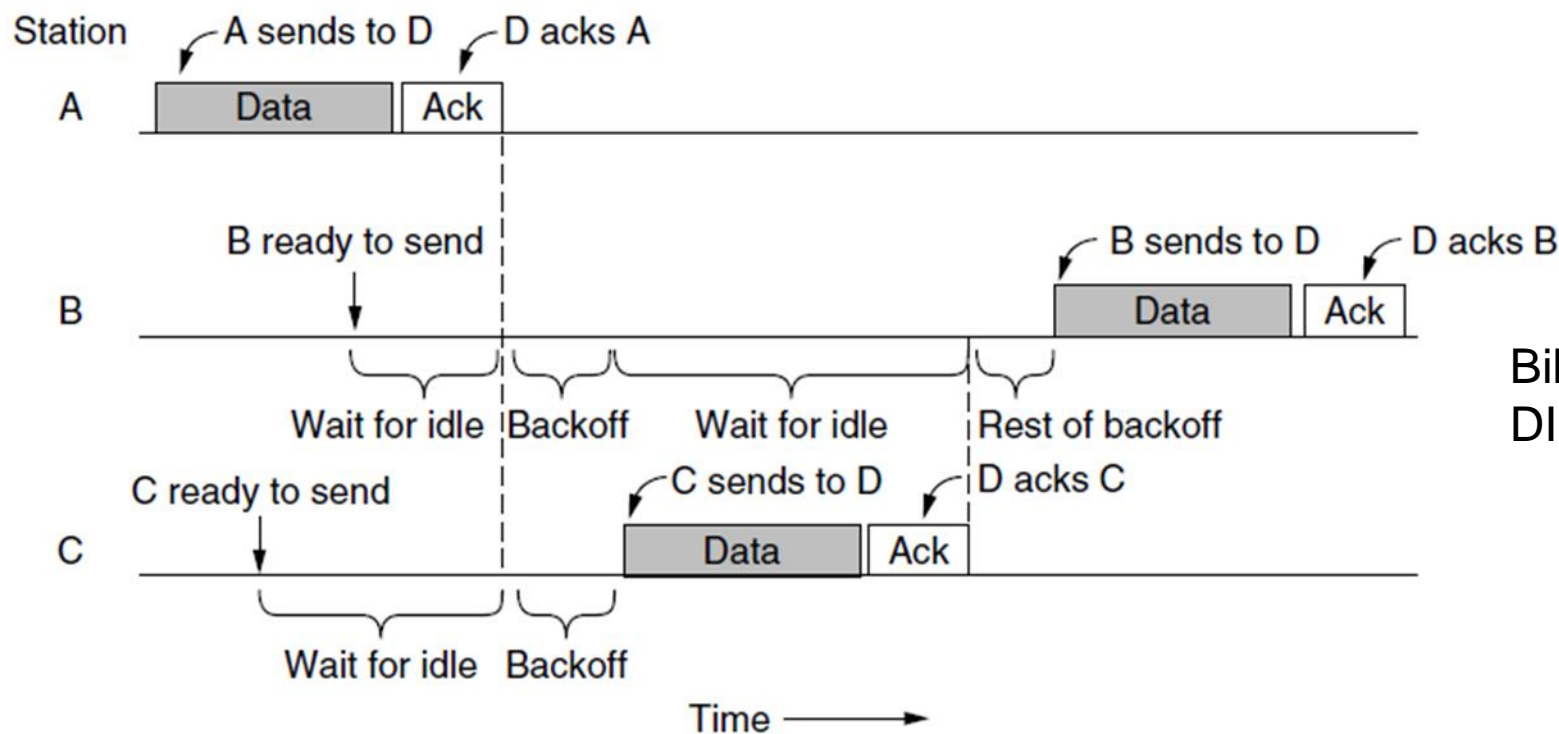 Station
A sends to D
D acks A
A
Data
Ack
B ready to send
B sends to D
D acks B
B
Data
Ack
Wait for idle
Backoff
Wait for idle
Rest of backoff
C ready to send
C sends to D
D acks C
C
Data
Ack
Wait for idle
Backoff
Time